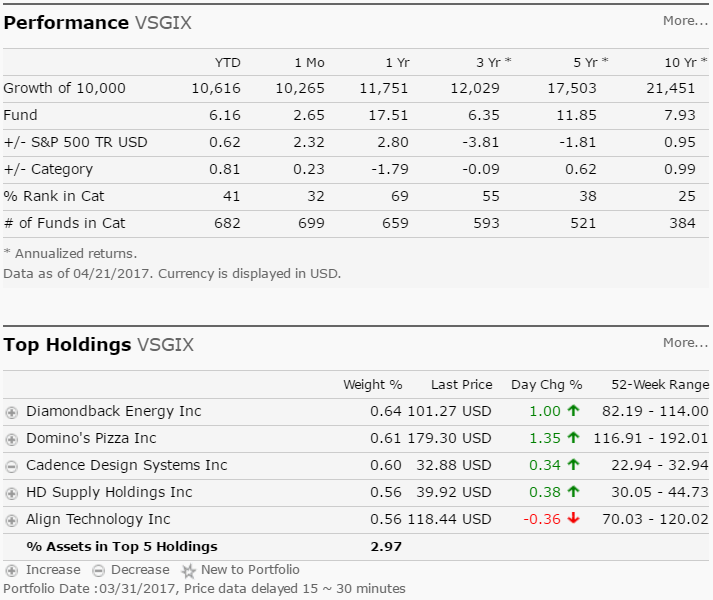 Performance VSGIX More...
YTD 1 Mo 1 Yr 3 Yr * 5 Yr * 10 Yr *
Growth of 10,000 10,616 10,265 11,751 12,029 17,503 21,451
Fund 6.16 2.65 17.51 6.35 11.85 7.93
+/- S&P 500 TR USD 0.62 2.32 2.80 -3.81 -1.81 0.95
+/- Category 0.81 0.23 -1.79 -0.09 0.62 0.99
% Rank in Cat 41 32 69 55 38 25
# of Funds in Cat 682 699 659 593 521 384
* Annualized returns.
Data as of 04/21/2017. Currency is displayed in USD.
Top Holdings VSGIX More...
Weight % Last Price Day Chg % 52-Week Range
Diamondback Energy Inc 0.64 101.27 USD 1.00 82.19 - 114.00
Domino's Pizza Inc 0.61 179.30 USD 1.35 116.91 - 192.01
Cadence Design Systems Inc 0.60 32.88 USD 0.34 22.94 - 32.94
HD Supply Holdings Inc 0.56 39.92 USD 0.38 30.05 - 44.73
Align Technology Inc 0.56 118.44 USD -0.36 70.03 - 120.02
% Assets in Top 5 Holdings 2.97
Increase Decrease New to Portfolio
Portfolio Date :03/31/2017, Price data delayed 15 ~ 30 minutes